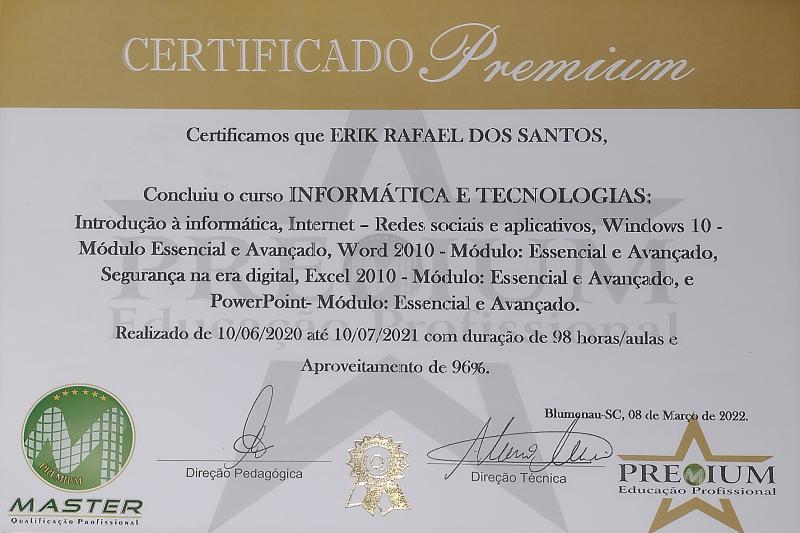 CERTIFICADO Premium
Certificamos que ERIK RAFAEL DOS SANTOS,
Concluiu o curso INFORMÁTICA E TECNOLOGIAS:
Introdução à informática, Internet – Redes sociais e aplicativos, Windows 10 -
Módulo Essencial e Avançado, Word 2010 - Módulo: Essencial e Avançado,
Segurança na era digital, Excel 2010 - Módulo: Essencial e Avançado, e
PowerPoint- Módulo: Essencial e Avançado.
PREMIUM
Educação Profissional
Realizado de 10/06/2020 até 10/07/2021 com duração de 98 horas/aulas e
Aproveitamento de 96%.
Blumenau-SC, 08 de Março de 2022.
Direção Pedagógica
Direção Técnica
PREMIUM
MASTER
Qualificação Profissional
PREMIUM
Educação Profissional